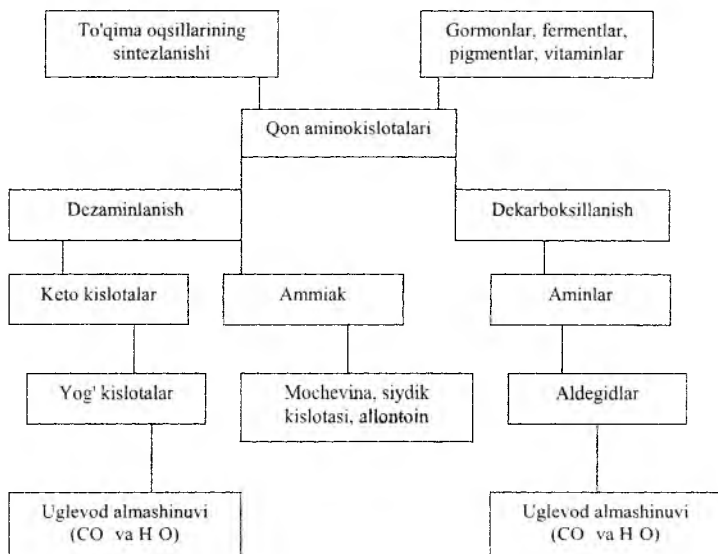 To'qima oqsillarining
sintezlanishi
Gormonlar, fermentlar,
pigmentlar, vitaminlar
Qon aminokislotalari
Dezaminlanish
Dekarboksillanish
Keto kislotalar
Ammiak
Aminlar
Yog' kislotalar
Mochevina, siydik
kislotasi, allontoin
Aldegidlar
Uglevod almashinuvi
(CO va H O)
Uglevod almashinuvi
(CO va H O)